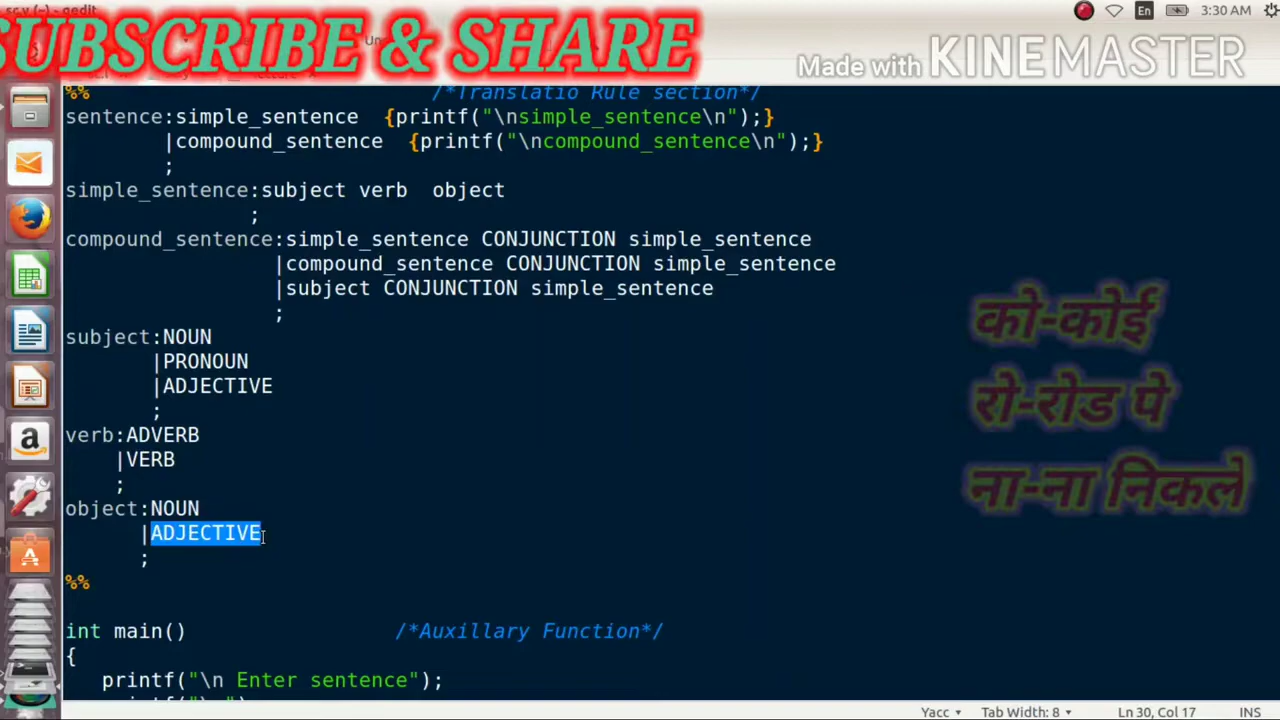 sc.y (~) - gedit
En
3:30 AM
SUBSCRIBE & SHARE
Made with KINEMASTER
%% /*Translatio Rule section*/
sentence:simple_sentence {printf("\nsimple_sentence\n");}
|compound_sentence {printf("\ncompound_sentence\n");}
;
simple_sentence:subject verb object
;
compound_sentence:simple_sentence CONJUNCTION simple_sentence
|compound_sentence CONJUNCTION simple_sentence
|subject CONJUNCTION simple_sentence
;
subject:NOUN
|PRONOUN
|ADJECTIVE
;
verb:ADVERB
|VERB
;
object:NOUN
|ADJECTIVE
;
%%
int main() /*Auxillary Function*/
{
printf("\n Enter sentence");
को-कोई
रो-रोड पे
ना-ना निकले
Yacc Tab Width: 8 Ln 30, Col 17 INS